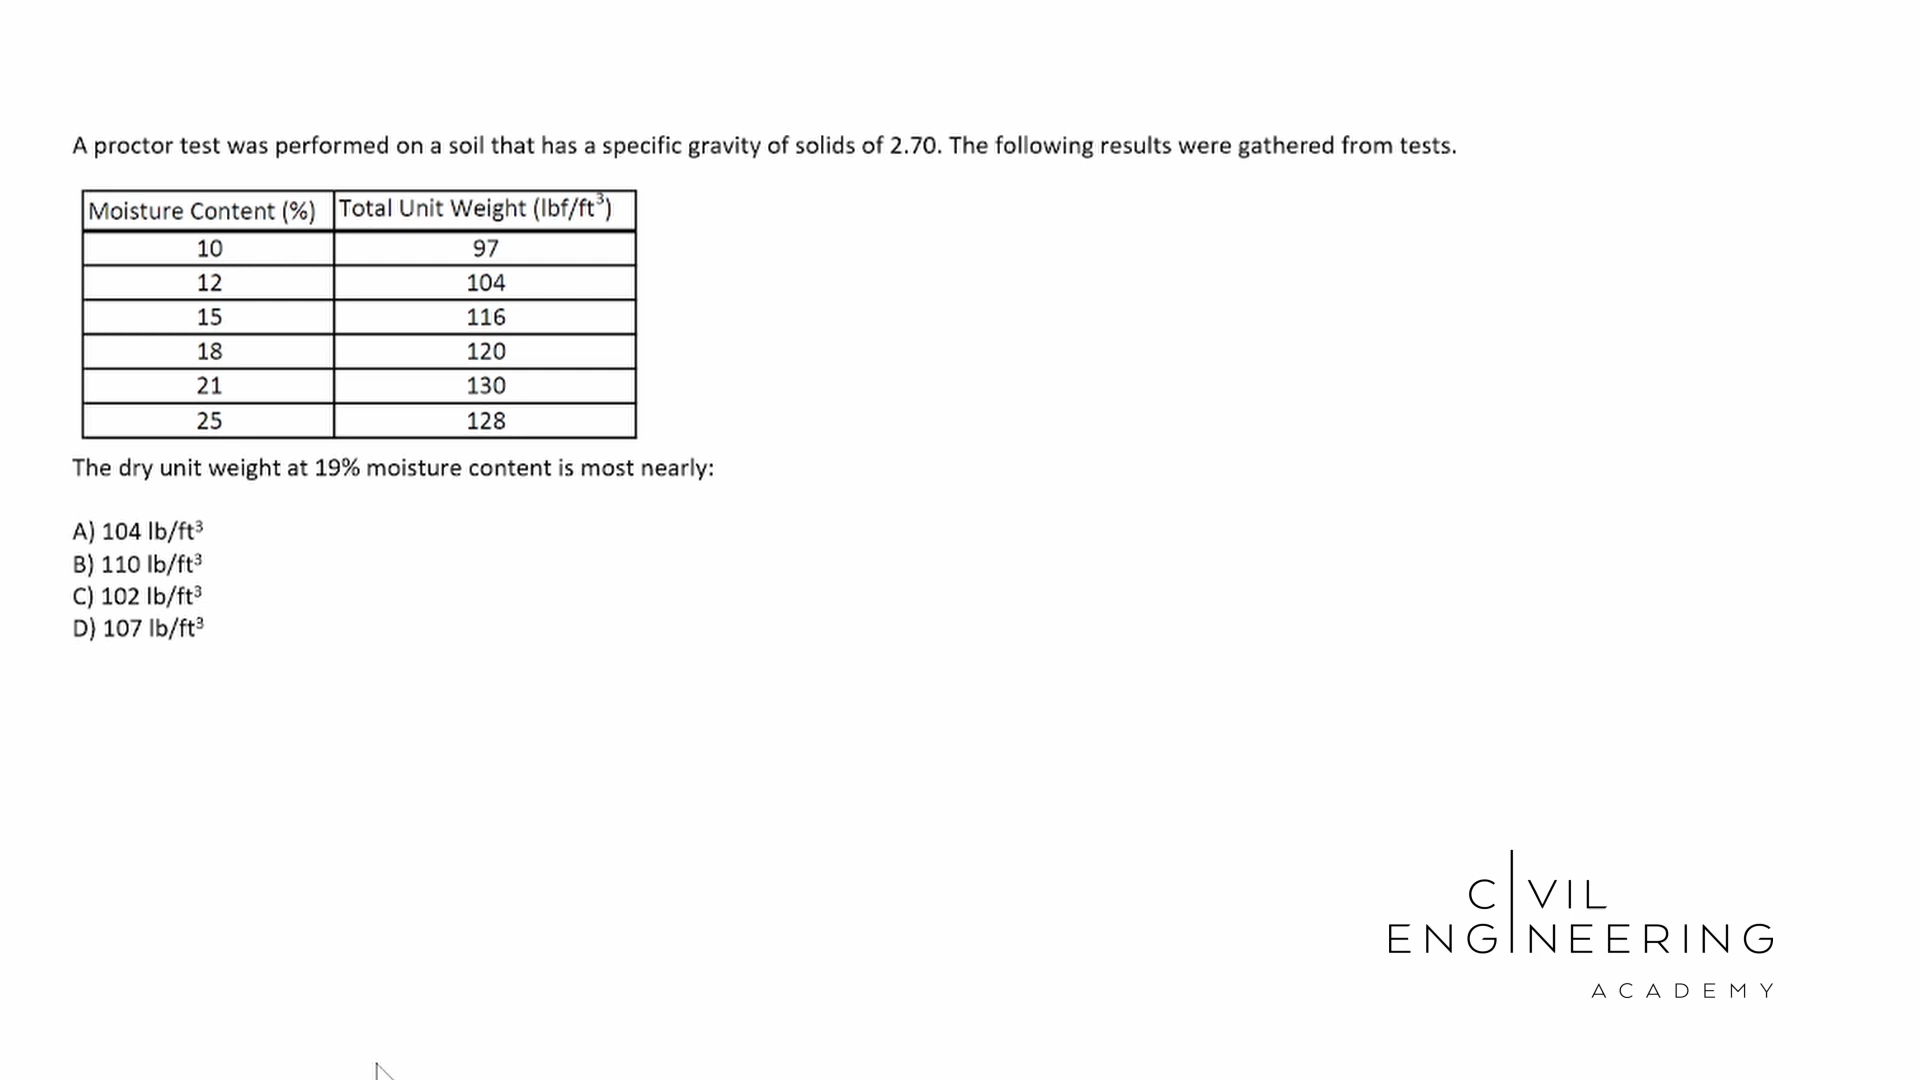 A proctor test was performed on a soil that has a specific gravity of solids of 2.70. The following results were gathered from tests.
Moisture Content (%) Total Unit Weight (lbf/ft³)
10 97
12 104
15 116
18 120
21 130
25 128
The dry unit weight at 19% moisture content is most nearly:
A) 104 lb/ft³
B) 110 lb/ft³
C) 102 lb/ft³
D) 107 lb/ft³
CIVIL
ENGINEERING
ACADEMY